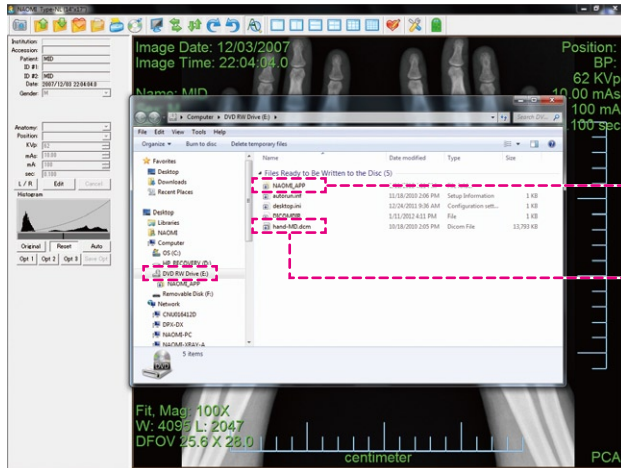 NAOMI Type-NL (14"x17")
Institution:
Accession:
Patient: MID
ID #1:
ID #2: MID
Date: 2007/12/03 22:04:04.0
Gender: M
Anatomy:
Position:
KVp: 62
mAs: 10.00
mA: 100
sec: 0.100
L / R Edit Cancel
Histogram
Original Reset Auto
Opt 1 Opt 2 Opt 3 Save Opt
Image Date: 12/03/2007
Image Time: 22:04:04.0
Name: MID
Position:
BP:
62 KVp
10.00 mAs
100 mA
.100 sec
Computer DVD RW Drive (E:)
File Edit View Tools Help
Organize Burn to disc Delete temporary files
Favorites
Desktop
Downloads
Recent Places
Desktop
Libraries
NAOMI
Computer
OS (C:)
HP_RECOVERY (D:)
DVD RW Drive (E:)
NAOMI_APP
Removable Disk (F:)
Network
CNU016412D
DPX-DX
NAOMI-PC
NAOMI-XRAY-A
Name Date modified Type Size
Files Ready to Be Written to the Disc (5)
NAOMI_APP
autorun.inf 11/18/2010 2:06 PM Setup Information 1 KB
desktop.ini 12/24/2011 9:36 AM Configuration sett... 1 KB
DICOMDIR 1/11/2012 4:11 PM File 1 KB
hand-MD.dcm 10/18/2010 2:05 PM Dicom File 13,793 KB
5 items
DVD
Fit, Mag: 100X
W: 4095 L: 2047
DFOV 25.6 X 28.0
centimeter
PCA